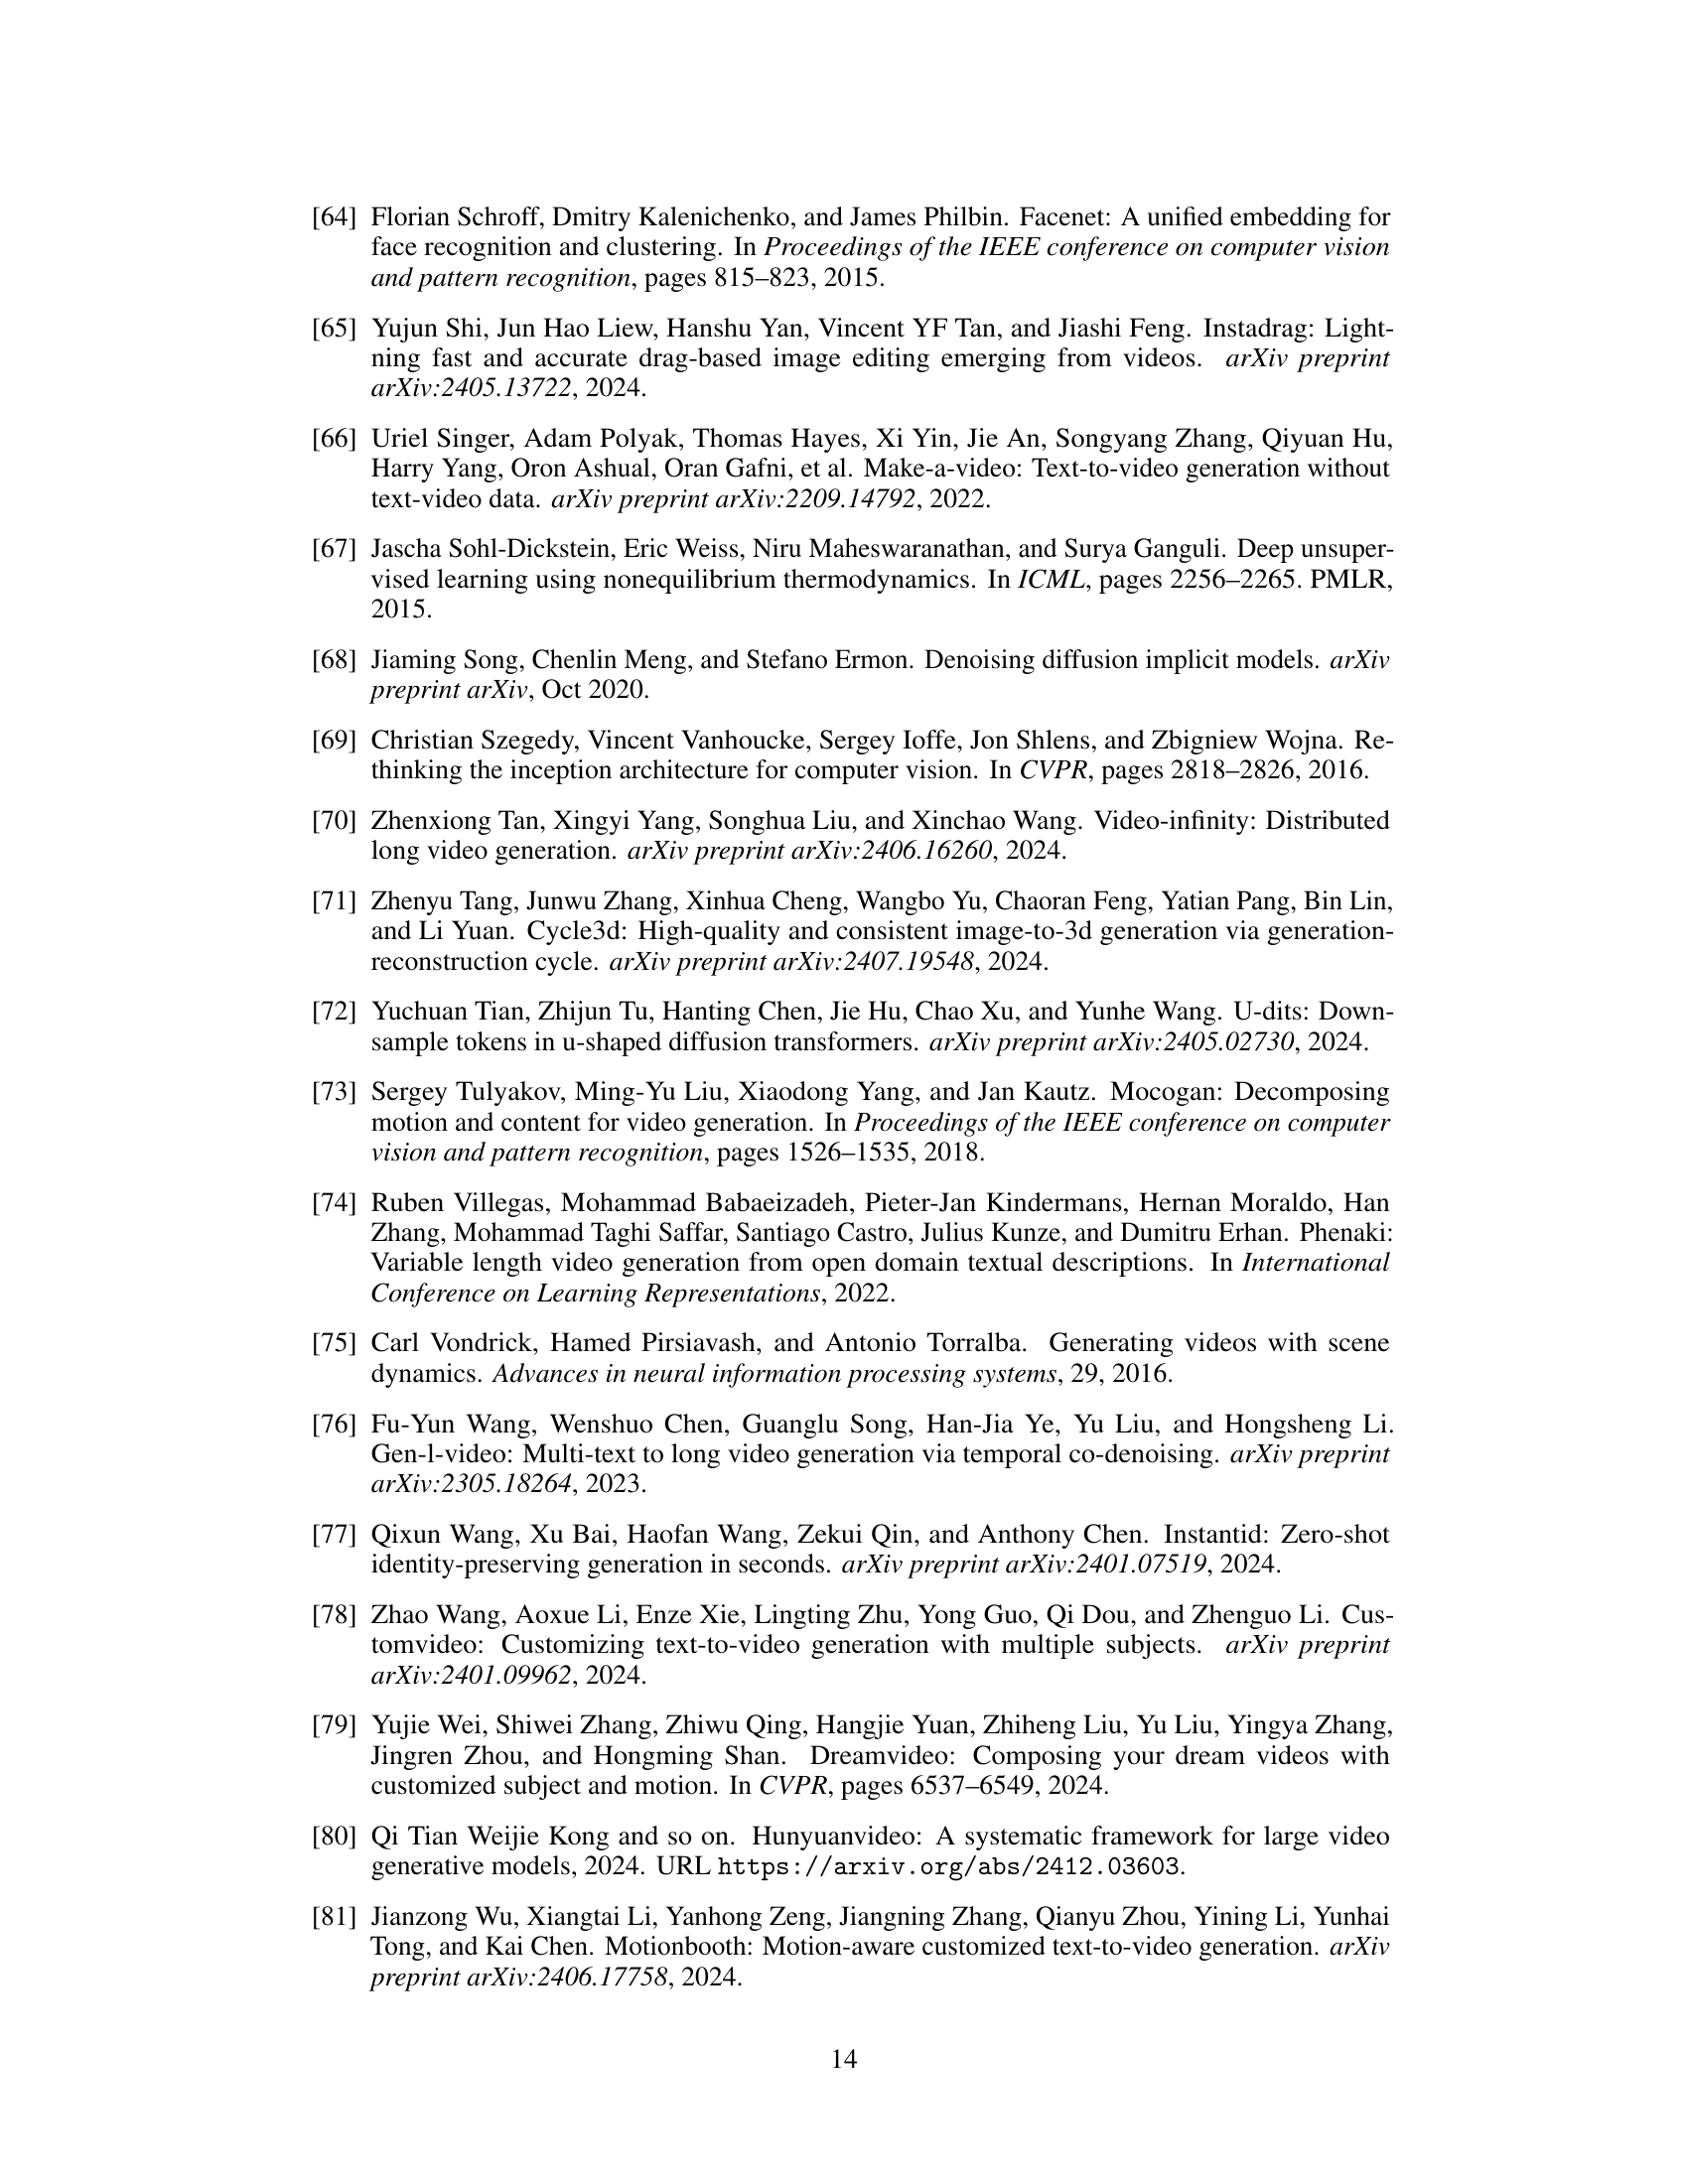 [64] Florian Schroff, Dmitry Kalenichenko, and James Philbin. Facenet: A unified embedding for
face recognition and clustering. In Proceedings of the IEEE conference on computer vision
and pattern recognition, pages 815–823, 2015.
[65] Yujun Shi, Jun Hao Liew, Hanshu Yan, Vincent YF Tan, and Jiashi Feng. Instadrag: Light-
ning fast and accurate drag-based image editing emerging from videos. arXiv preprint
arXiv:2405.13722, 2024.
[66] Uriel Singer, Adam Polyak, Thomas Hayes, Xi Yin, Jie An, Songyang Zhang, Qiyuan Hu,
Harry Yang, Oron Ashual, Oran Gafni, et al. Make-a-video: Text-to-video generation without
text-video data. arXiv preprint arXiv:2209.14792, 2022.
[67] Jascha Sohl-Dickstein, Eric Weiss, Niru Maheswaranathan, and Surya Ganguli. Deep unsuper-
vised learning using nonequilibrium thermodynamics. In ICML, pages 2256–2265. PMLR,
2015.
[68] Jiaming Song, Chenlin Meng, and Stefano Ermon. Denoising diffusion implicit models. arXiv
preprint arXiv, Oct 2020.
[69] Christian Szegedy, Vincent Vanhoucke, Sergey Ioffe, Jon Shlens, and Zbigniew Wojna. Re-
thinking the inception architecture for computer vision. In CVPR, pages 2818–2826, 2016.
[70] Zhenxiong Tan, Xingyi Yang, Songhua Liu, and Xinchao Wang. Video-infinity: Distributed
long video generation. arXiv preprint arXiv:2406.16260, 2024.
[71] Zhenyu Tang, Junwu Zhang, Xinhua Cheng, Wangbo Yu, Chaoran Feng, Yatian Pang, Bin Lin,
and Li Yuan. Cycle3d: High-quality and consistent image-to-3d generation via generation-
reconstruction cycle. arXiv preprint arXiv:2407.19548, 2024.
[72] Yuchuan Tian, Zhijun Tu, Hanting Chen, Jie Hu, Chao Xu, and Yunhe Wang. U-dits: Down-
sample tokens in u-shaped diffusion transformers. arXiv preprint arXiv:2405.02730, 2024.
[73] Sergey Tulyakov, Ming-Yu Liu, Xiaodong Yang, and Jan Kautz. Mocogan: Decomposing
motion and content for video generation. In Proceedings of the IEEE conference on computer
vision and pattern recognition, pages 1526–1535, 2018.
[74] Ruben Villegas, Mohammad Babaeizadeh, Pieter-Jan Kindermans, Hernan Moraldo, Han
Zhang, Mohammad Taghi Saffar, Santiago Castro, Julius Kunze, and Dumitru Erhan. Phenaki:
Variable length video generation from open domain textual descriptions. In International
Conference on Learning Representations, 2022.
[75] Carl Vondrick, Hamed Pirsiavash, and Antonio Torralba. Generating videos with scene
dynamics. Advances in neural information processing systems, 29, 2016.
[76] Fu-Yun Wang, Wenshuo Chen, Guanglu Song, Han-Jia Ye, Yu Liu, and Hongsheng Li.
Gen-l-video: Multi-text to long video generation via temporal co-denoising. arXiv preprint
arXiv:2305.18264, 2023.
[77] Qixun Wang, Xu Bai, Haofan Wang, Zekui Qin, and Anthony Chen. Instantid: Zero-shot
identity-preserving generation in seconds. arXiv preprint arXiv:2401.07519, 2024.
[78] Zhao Wang, Aoxue Li, Enze Xie, Lingting Zhu, Yong Guo, Qi Dou, and Zhenguo Li. Cus-
tomvideo: Customizing text-to-video generation with multiple subjects. arXiv preprint
arXiv:2401.09962, 2024.
[79] Yujie Wei, Shiwei Zhang, Zhiwu Qing, Hangjie Yuan, Zhiheng Liu, Yu Liu, Yingya Zhang,
Jingren Zhou, and Hongming Shan. Dreamvideo: Composing your dream videos with
customized subject and motion. In CVPR, pages 6537–6549, 2024.
[80] Qi Tian Weijie Kong and so on. Hunyuanvideo: A systematic framework for large video
generative models, 2024. URL https://arxiv.org/abs/2412.03603.
[81] Jianzong Wu, Xiangtai Li, Yanhong Zeng, Jiangning Zhang, Qianyu Zhou, Yining Li, Yunhai
Tong, and Kai Chen. Motionbooth: Motion-aware customized text-to-video generation. arXiv
preprint arXiv:2406.17758, 2024.
14